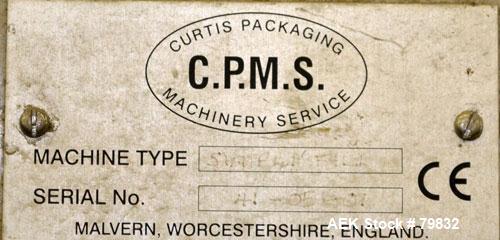 CURTIS PACKAGING
C.P.M.S.
MACHINERY SERVICE
MACHINE TYPE
SERIAL No.
CE
MALVERN, WORCESTERSHIRE, ENGLAND.
AEK Stock # 79832